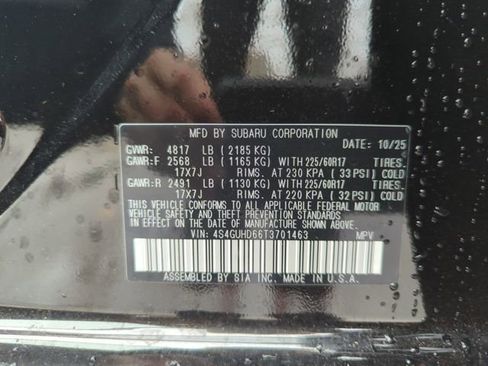 MFD BY SUBARU CORPORATION
DATE: 10/25
GVWR: 4817 LB (2185 KG)
GAWR:F 2568 LB (1165 KG) WITH 225/60R17 TIRES.
17X7J RIMS. AT 230 KPA (33 PSI) COLD
GAWR:R 2491 LB (1130 KG) WITH 225/60R17 TIRES.
17X7J RIMS. AT 220 KPA (32 PSI) COLD
THIS VEHICLE CONFORMS TO ALL APPLICABLE FEDERAL MOTOR
VEHICLE SAFETY, BUMPER, AND THEFT PREVENTION STANDARDS
IN EFFECT ON THE DATE OF MANUFACTURE SHOWN ABOVE.
VIN: 4S4GUHD66T3701463 MPV
ASSEMBLED BY SIA INC. MADE IN U.S.A.